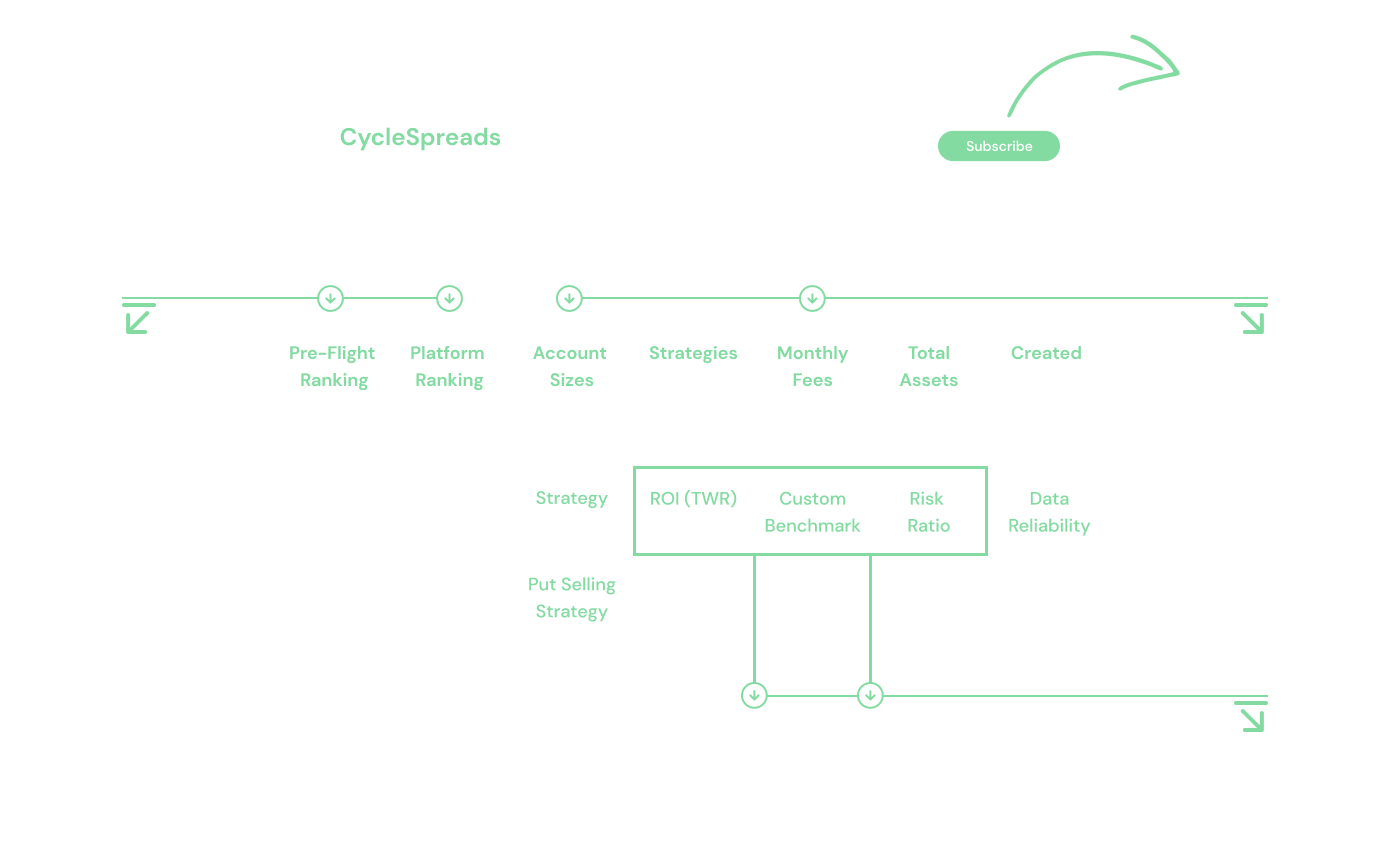 CycleSpreads
Subscribe
Pre-Flight
Ranking
Platform
Ranking
Account
Sizes
Strategies
Monthly
Fees
Total
Assets
Created
Strategy
ROI (TWR)
Custom
Benchmark
Risk
Ratio
Data
Reliability
Put Selling
Strategy